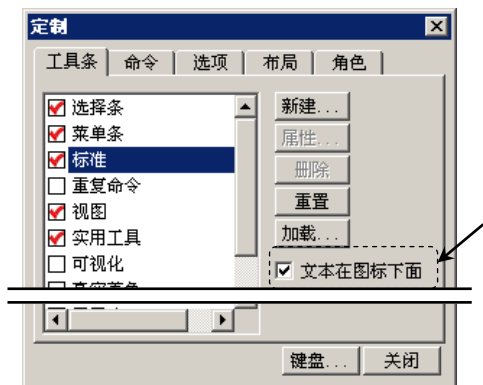 定制
工具条 命令 选项 布局 角色
选择条
菜单条
标准
重复命令
视图
实用工具
可视化
新建...
属性...
删除
重置
加载...
文本在图标下面
键盘... 关闭